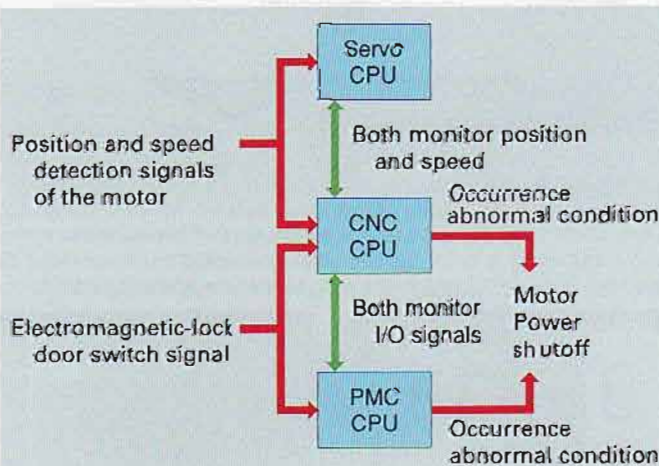 Servo
CPU
Position and speed
detection signals
of the motor
Both monitor position
and speed
Occurrence
abnormal condition
CNC
CPU
Electromagnetic-lock
door switch signal
Both monitor
I/O signals
Motor
Power
shutoff
PMC
CPU
Occurrence
abnormal condition